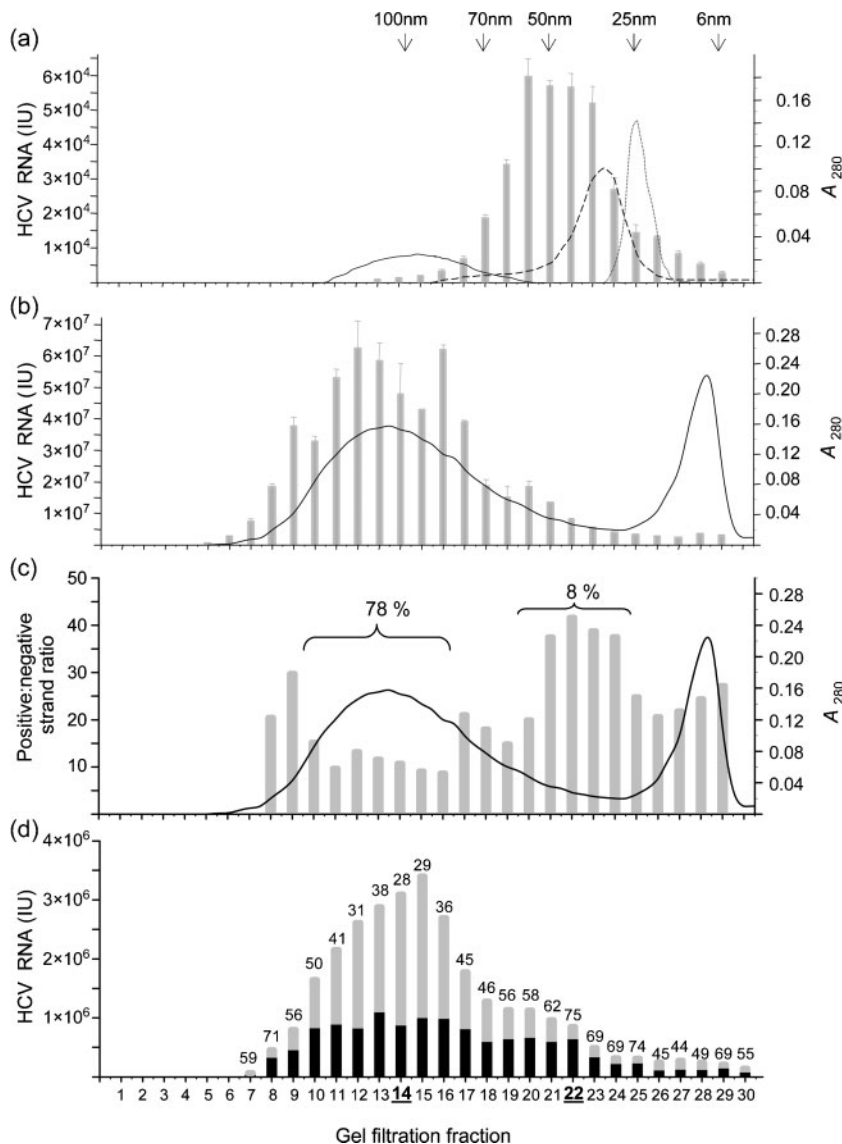 100nm 70nm 50nm 25nm 6nm
(a)
HCV RNA (IU)
6×10⁴
5×10⁴
4×10⁴
3×10⁴
2×10⁴
1×10⁴
0.16
0.12
0.08
0.04
A 280
(b)
HCV RNA (IU)
7×10⁷
6×10⁷
5×10⁷
4×10⁷
3×10⁷
2×10⁷
1×10⁷
0.28
0.24
0.20
0.16
0.12
0.08
0.04
A 280
(c)
Positive:negative
strand ratio
50
40
30
20
10
78 %
8 %
0.28
0.24
0.20
0.16
0.12
0.08
0.04
A 280
(d)
HCV RNA (IU)
4×10⁶
3×10⁶
2×10⁶
1×10⁶
59 71 56 50 41 31 38 28 29 36 45 46 56 58 62 75 69 69 74 45 44 49 69 55
1 2 3 4 5 6 7 8 9 10 11 12 13 14 15 16 17 18 19 20 21 22 23 24 25 26 27 28 29 30
Gel filtration fraction